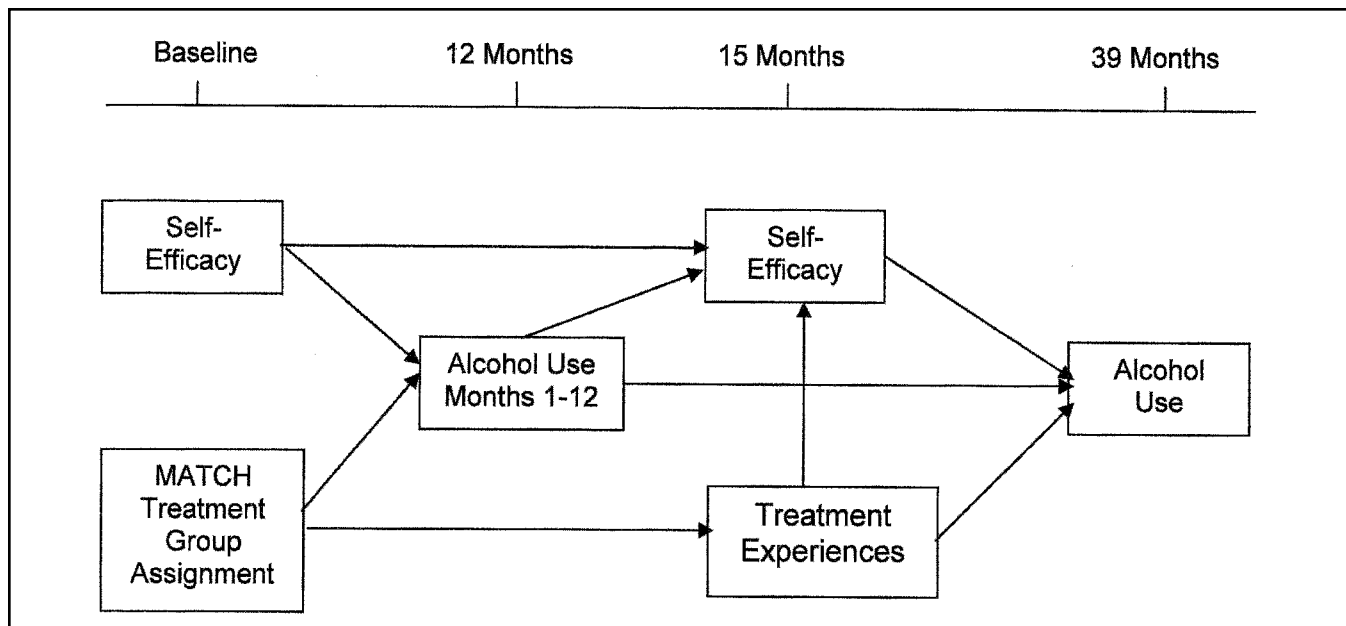 Baseline 12 Months 15 Months 39 Months
Self-
Efficacy
Self-
Efficacy
Alcohol Use
Months 1-12
Alcohol
Use
MATCH
Treatment
Group
Assignment
Treatment
Experiences